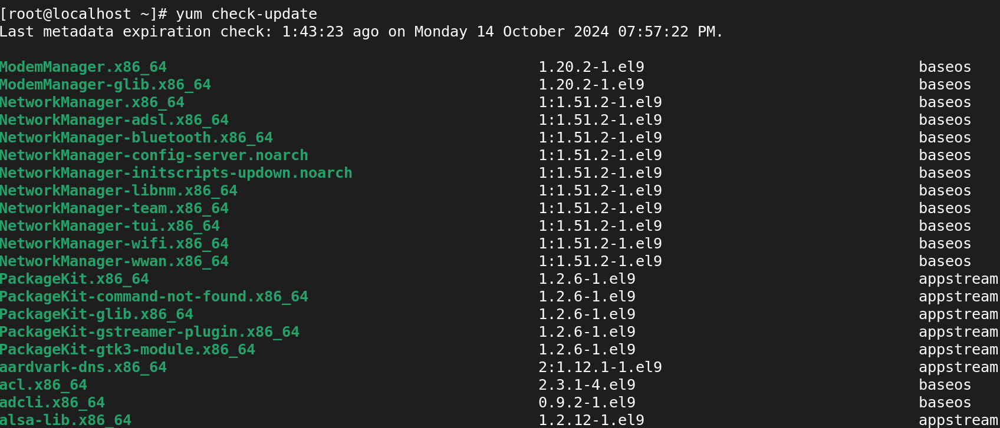 [root@localhost ~]# yum check-update
Last metadata expiration check: 1:43:23 ago on Monday 14 October 2024 07:57:22 PM.
ModemManager.x86_64 1.20.2-1.el9 baseos
ModemManager-glib.x86_64 1.20.2-1.el9 baseos
NetworkManager.x86_64 1:1.51.2-1.el9 baseos
NetworkManager-adsl.x86_64 1:1.51.2-1.el9 baseos
NetworkManager-bluetooth.x86_64 1:1.51.2-1.el9 baseos
NetworkManager-config-server.noarch 1:1.51.2-1.el9 baseos
NetworkManager-initscripts-updown.noarch 1:1.51.2-1.el9 baseos
NetworkManager-libnm.x86_64 1:1.51.2-1.el9 baseos
NetworkManager-team.x86_64 1:1.51.2-1.el9 baseos
NetworkManager-tui.x86_64 1:1.51.2-1.el9 baseos
NetworkManager-wifi.x86_64 1:1.51.2-1.el9 baseos
NetworkManager-wwan.x86_64 1:1.51.2-1.el9 baseos
PackageKit.x86_64 1.2.6-1.el9 appstream
PackageKit-command-not-found.x86_64 1.2.6-1.el9 appstream
PackageKit-glib.x86_64 1.2.6-1.el9 appstream
PackageKit-gstreamer-plugin.x86_64 1.2.6-1.el9 appstream
PackageKit-gtk3-module.x86_64 1.2.6-1.el9 appstream
aardvark-dns.x86_64 2:1.12.1-1.el9 appstream
acl.x86_64 2.3.1-4.el9 baseos
adcli.x86_64 0.9.2-1.el9 baseos
alsa-lib.x86_64 1.2.12-1.el9 appstream